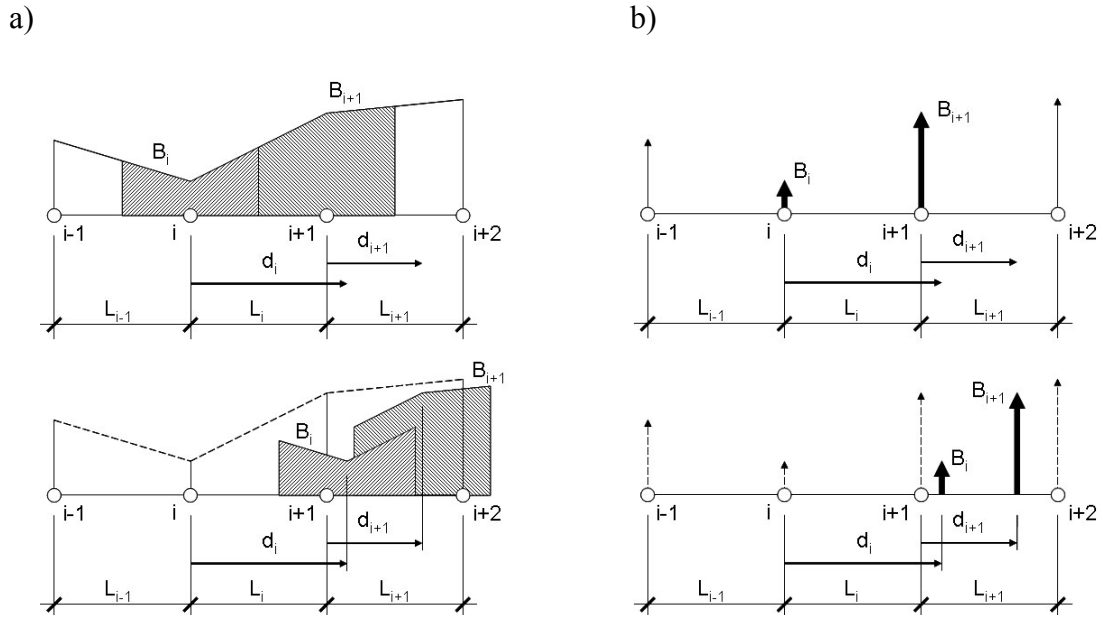 a)
b)
B_{i+1}
B_i
i-1
i
i+1
i+2
d_{i+1}
d_i
L_{i-1}
L_i
L_{i+1}
B_{i+1}
B_i
i-1
i
i+1
i+2
d_{i+1}
d_i
L_{i-1}
L_i
L_{i+1}
B_{i+1}
B_i
i-1
i
i+1
i+2
d_{i+1}
d_i
L_{i-1}
L_i
L_{i+1}
B_{i+1}
B_i
i-1
i
i+1
i+2
d_{i+1}
d_i
L_{i-1}
L_i
L_{i+1}